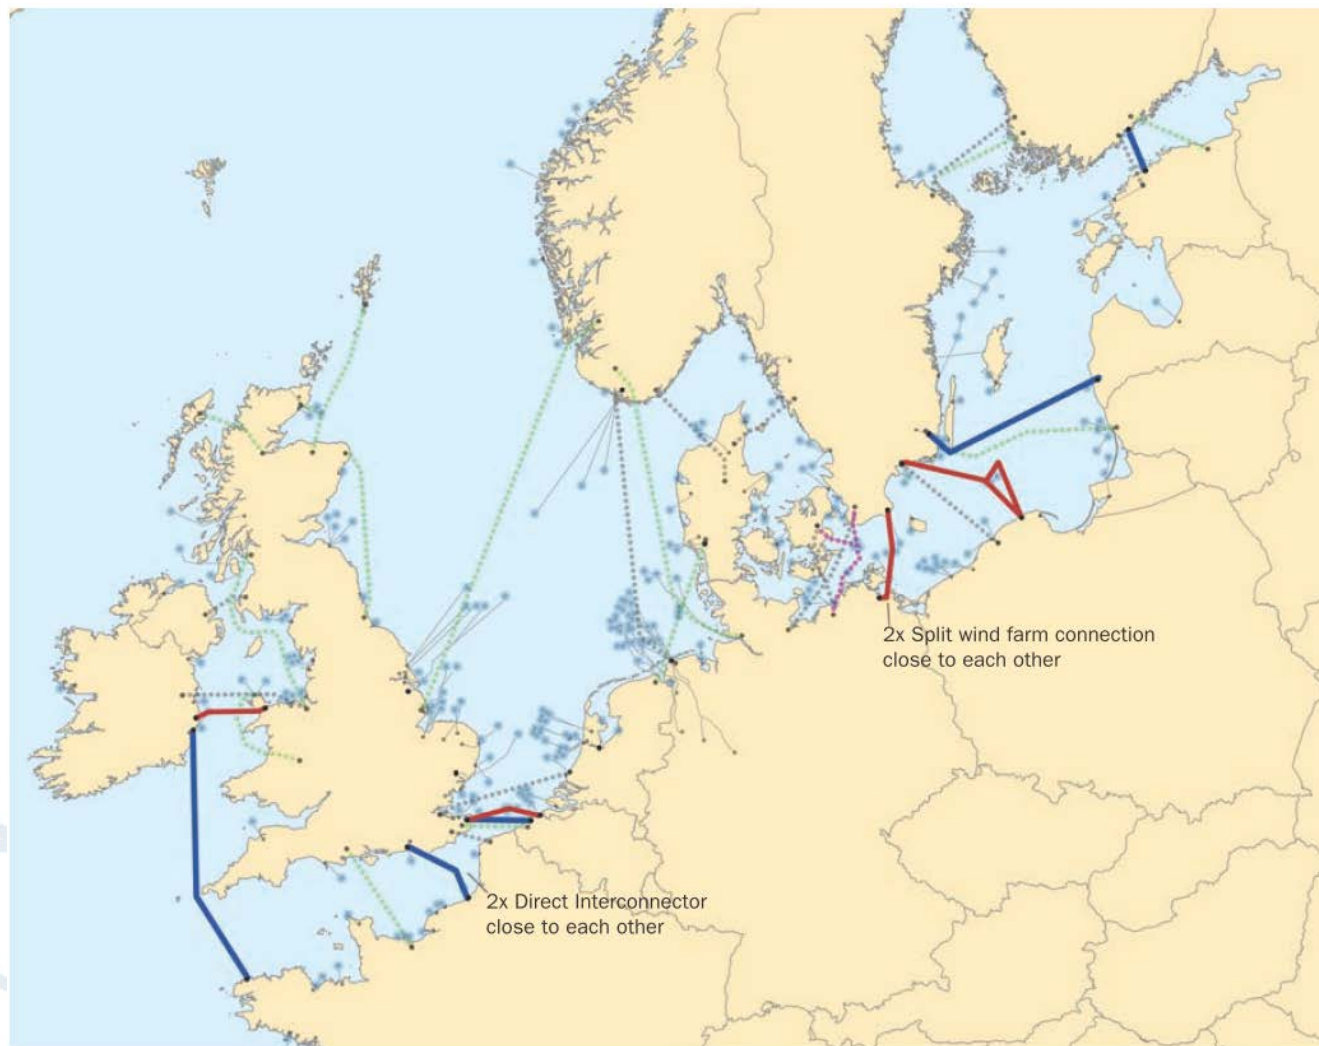 2x Split wind farm connection
close to each other
2x Direct Interconnector
close to each other